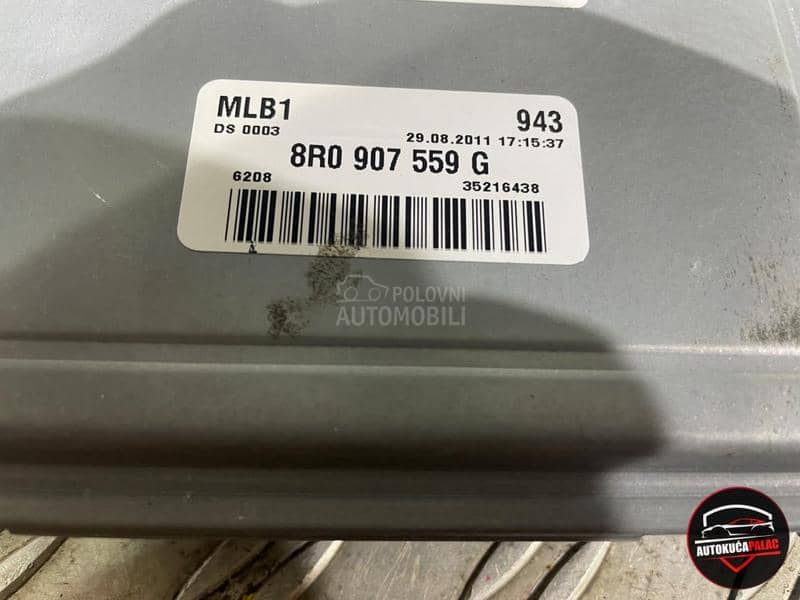 MLB1
943
DS 0003
29.08.2011 17:15:37
8R0 907 559 G
6208
35216438
POLOVNI
AUTOMOBILI
AUTOKUĆAPALAC